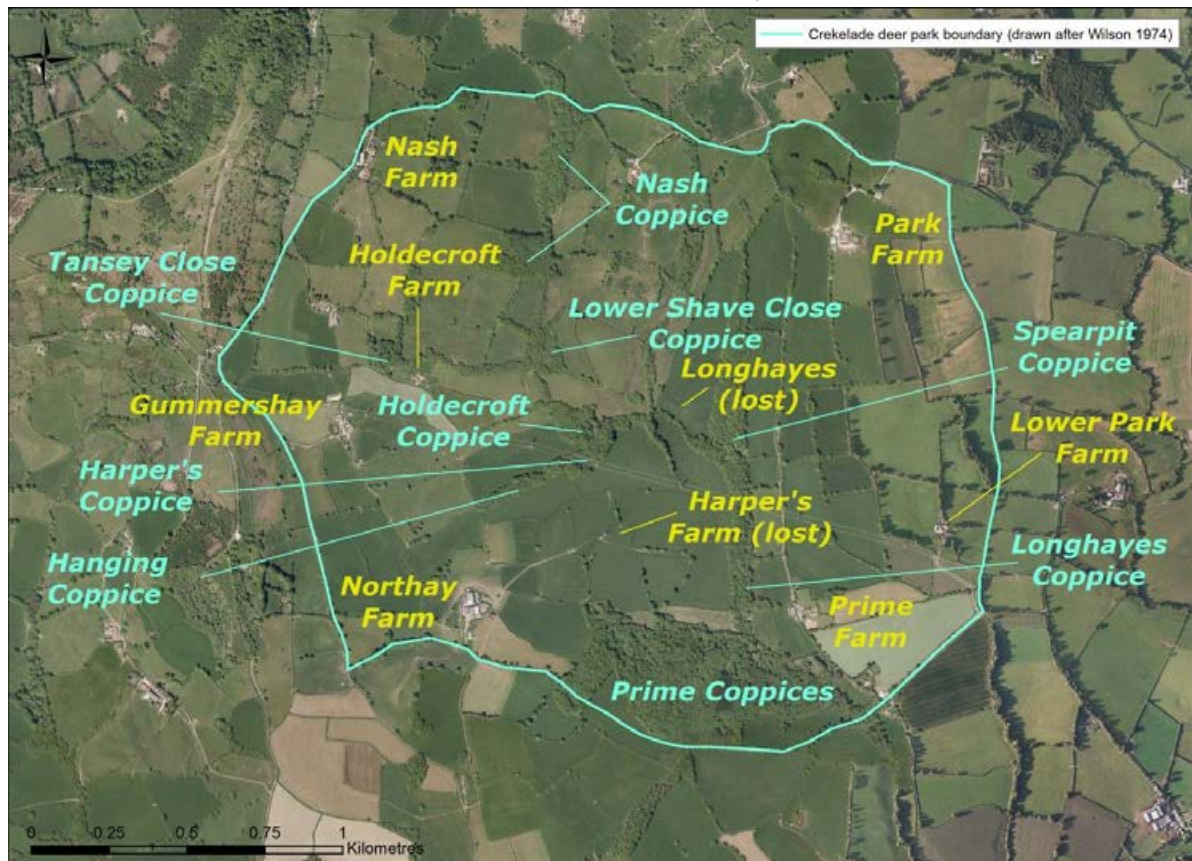 Crekelade deer park boundary (drawn after Wilson 1974)
Nash
Farm
Nash
Coppice
Park
Farm
Tansey Close
Coppice
Holdecroft
Farm
Lower Shave Close
Coppice
Spearpit
Coppice
Longhayes
(lost)
Gummershay
Farm
Holdecroft
Coppice
Lower Park
Farm
Harper's
Coppice
Harper's
Farm (lost)
Hanging
Coppice
Longhayes
Coppice
Northay
Farm
Prime
Farm
Prime Coppices
0 0.25 0.5 0.75 1
Kilometres